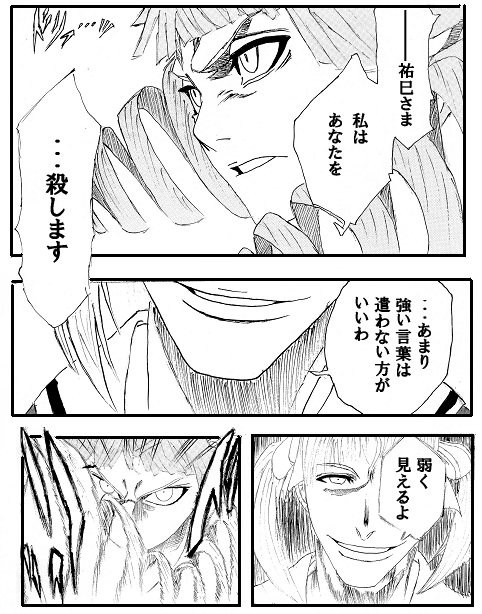 ――祐巳さま
私は
あなたを
・・・殺します
・・・あまり
強い言葉は
遣わない方が
いいわ
弱く
見えるよ